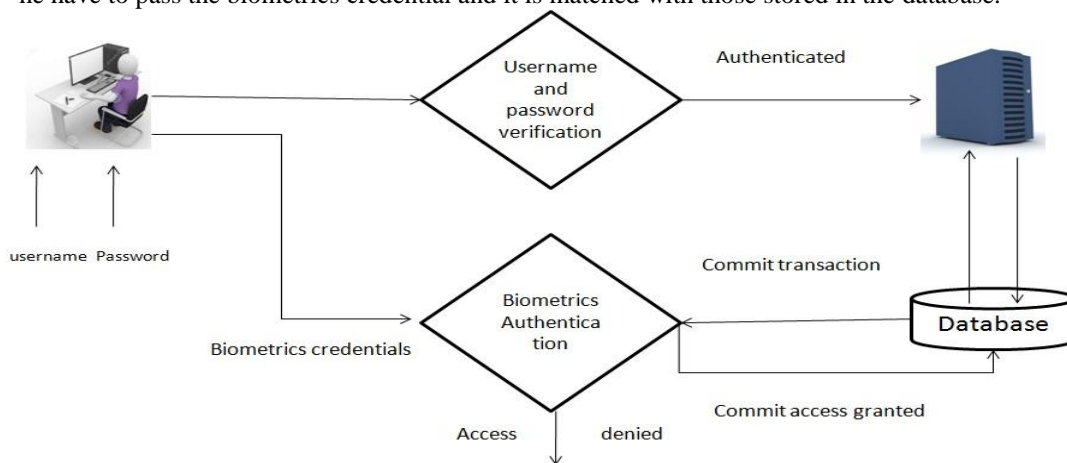 he have to pass the biometrics credential and it is matched with those stored in the database.
Username
and
password
verification
Authenticated
username Password
Commit transaction
Biometrics
Authentica
tion
Database
Biometrics credentials
Commit access granted
Access denied